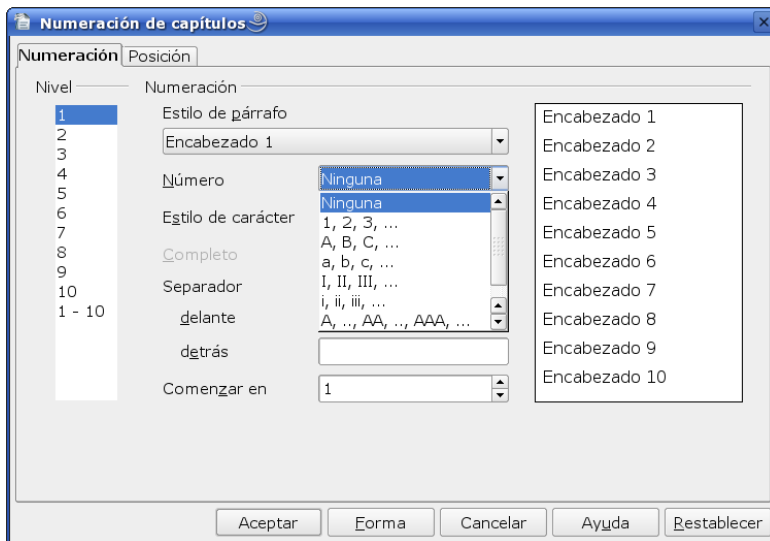 Numeración de capítulos
Numeración Posición
Nivel
1
2
3
4
5
6
7
8
9
10
1 - 10
Numeración
Estilo de párrafo
Encabezado 1
Número
Ninguna
Ninguna
1, 2, 3, ...
A, B, C, ...
a, b, c, ...
I, II, III, ...
i, ii, iii, ...
A, .., AA, .., AAA, ...
Estilo de carácter
Completo
Separador
delante
detrás
Comenzar en
1
Encabezado 1
Encabezado 2
Encabezado 3
Encabezado 4
Encabezado 5
Encabezado 6
Encabezado 7
Encabezado 8
Encabezado 9
Encabezado 10
Aceptar Forma Cancelar Ayuda Restablecer